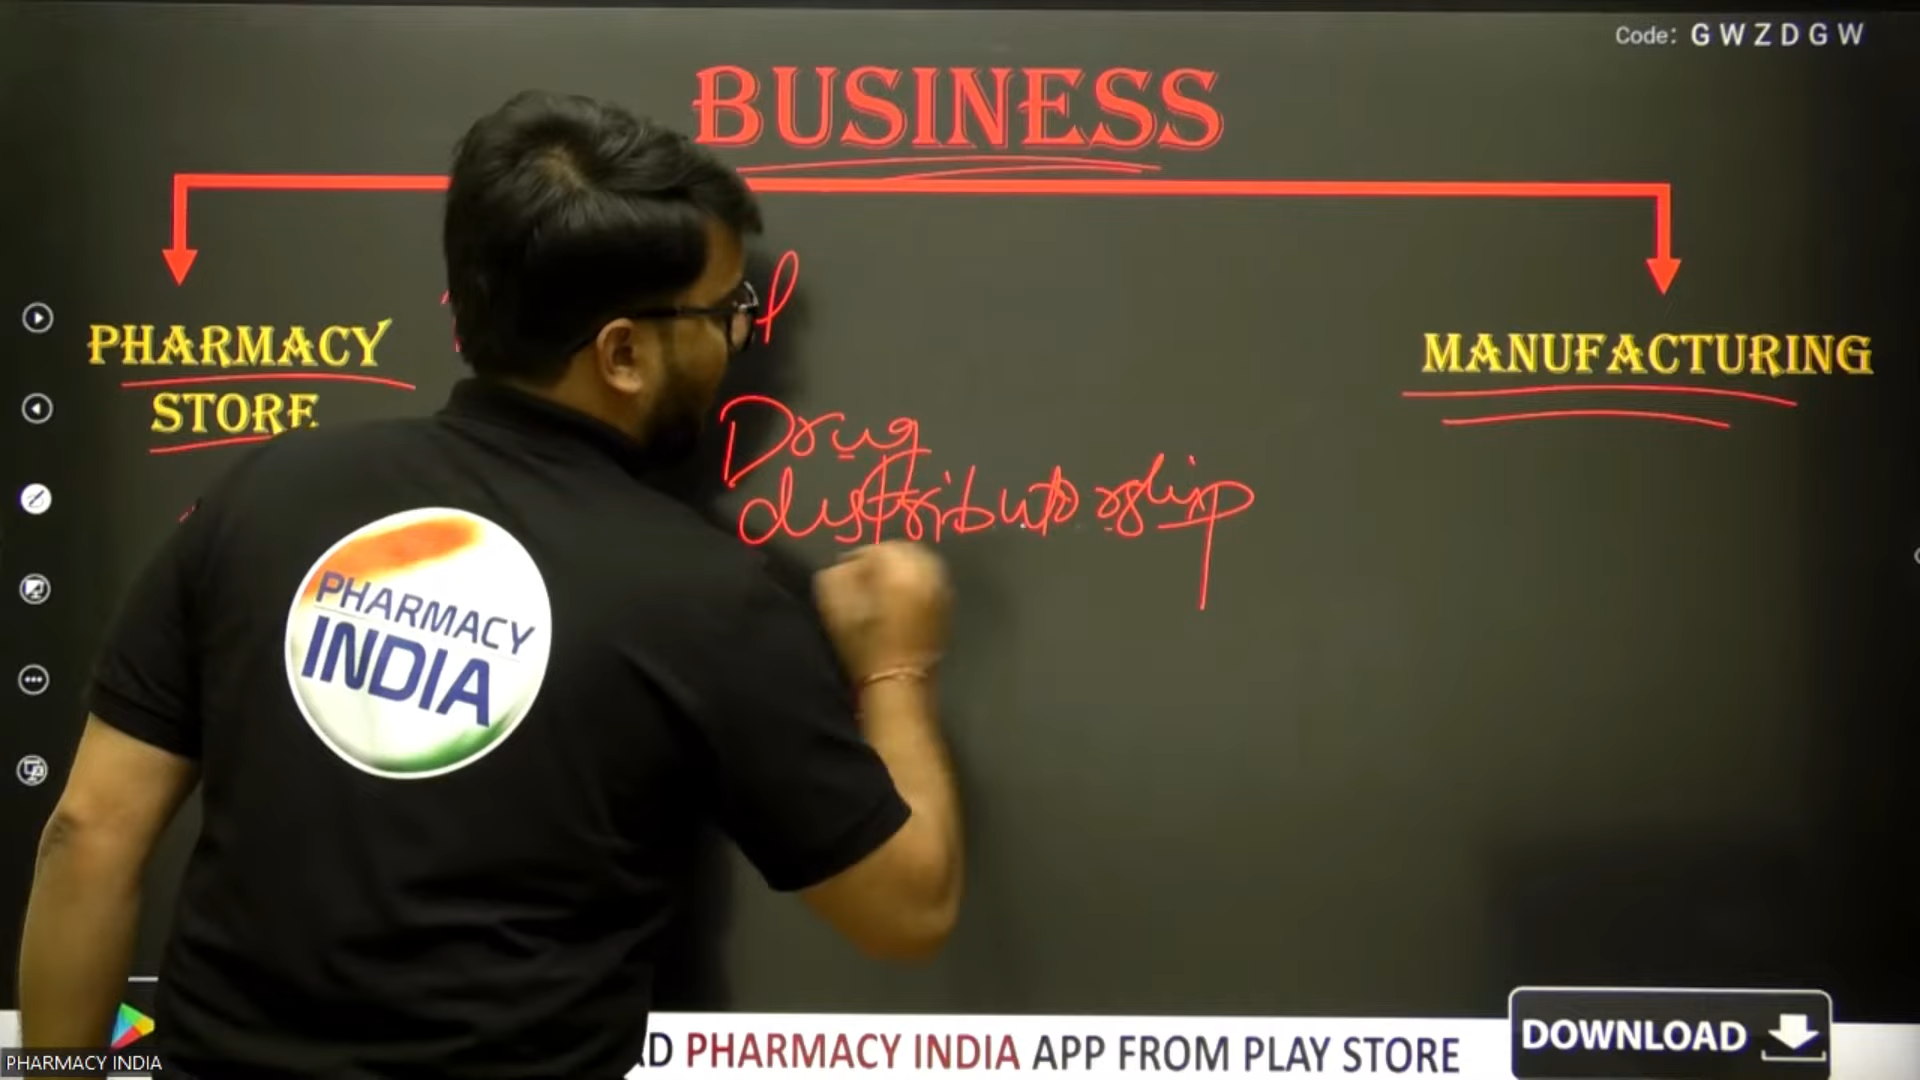 Code: GWZDGW
BUSINESS
PHARMACY
STORE
MANUFACTURING
Drug
distributorship
PHARMACY
INDIA
PHARMACY INDIA APP FROM PLAY STORE
DOWNLOAD
PHARMACY INDIA